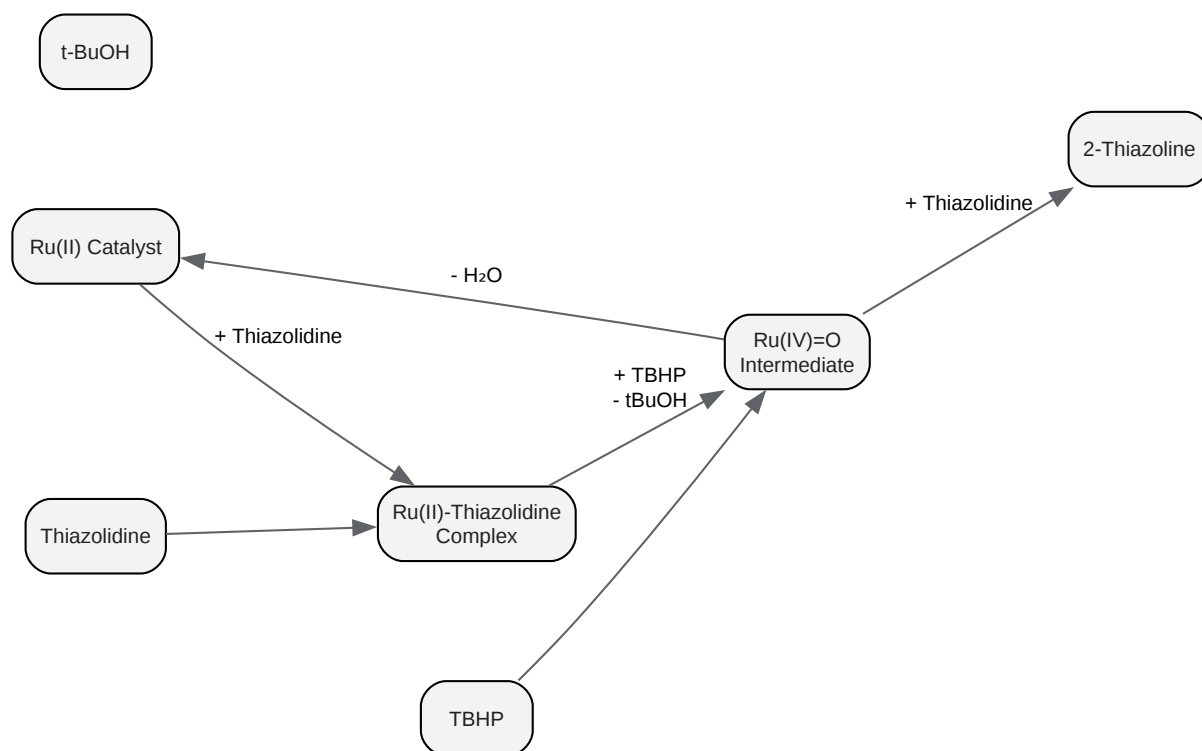 t-BuOH
2-Thiazoline
+ Thiazolidine
Ru(II) Catalyst
- H₂O
+ Thiazolidine
Ru(IV)=O
Intermediate
+ TBHP
- tBuOH
Ru(II)-Thiazolidine
Complex
Thiazolidine
TBHP